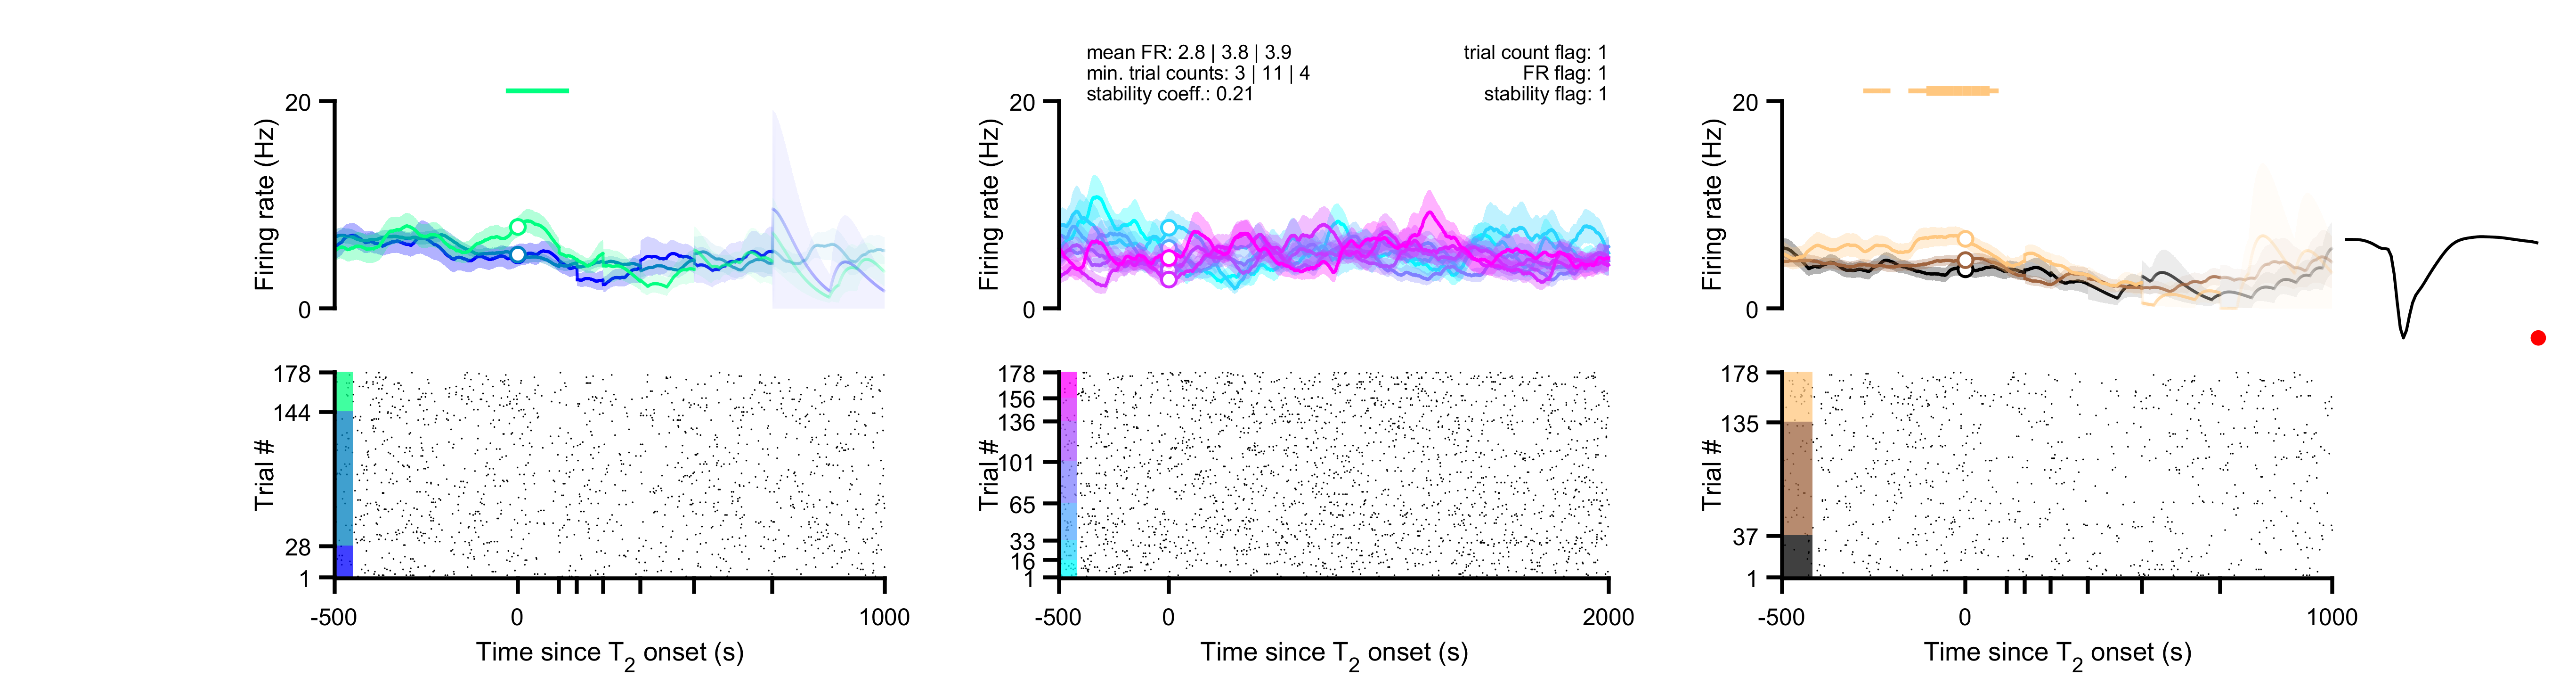 mean FR: 2.8 | 3.8 | 3.9
min. trial counts: 3 | 11 | 4
stability coeff.: 0.21
trial count flag: 1
FR flag: 1
stability flag: 1
20
0
Firing rate (Hz)
20
0
Firing rate (Hz)
20
0
Firing rate (Hz)
178
144
28
1
Trial #
-500
0
1000
Time since T2 onset (s)
178
156
136
101
65
33
16
1
Trial #
-500
0
2000
Time since T2 onset (s)
178
135
37
1
Trial #
-500
0
1000
Time since T2 onset (s)